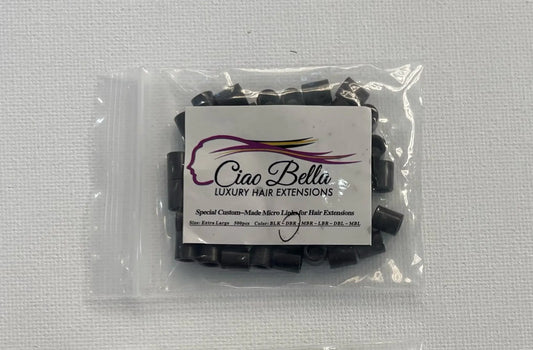 Ciao Bella
LUXURY HAIR EXTENSIONS
Special Custom-Made Micro Links for Hair Extensions
Size: Extra Large 500pcs Color: BLK - DBR - MBR - LBR - DBL - MBL